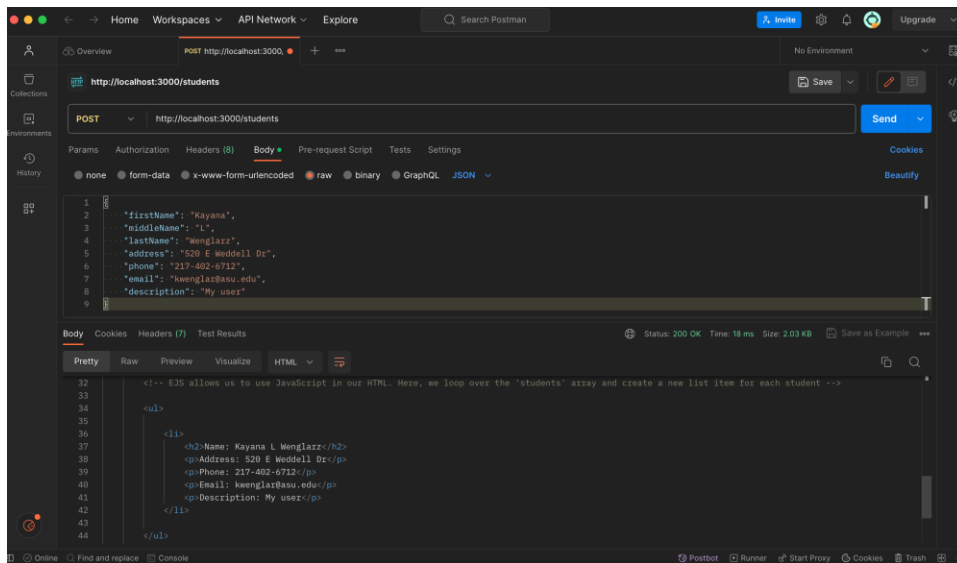 Home Workspaces API Network Explore Search Postman Invite Upgrade
Overview POST http://localhost:3000, No Environment
http://localhost:3000/students Save
Collections
POST http://localhost:3000/students Send
Environments
Params Authorization Headers (8) Body Pre-request Script Tests Settings Cookies
History
none form-data x-www-form-urlencoded raw binary GraphQL JSON Beautify
1 {
2 "firstName": "Kayana",
3 "middleName": "L",
4 "lastName": "Wenglarz",
5 "address": "520 E Weddell Dr",
6 "phone": "217-402-6712",
7 "email": "kwenglar@asu.edu",
8 "description": "My user"
9 }
Body Cookies Headers (7) Test Results Status: 200 OK Time: 18 ms Size: 2.03 KB Save as Example
Pretty Raw Preview Visualize HTML
32 <!-- EJS allows us to use JavaScript in our HTML. Here, we loop over the 'students' array and create a new list item for each student -->
33
34 <ul>
35
36 <li>
37 <h2>Name: Kayana L Wenglarz</h2>
38 <p>Address: 520 E Weddell Dr</p>
39 <p>Phone: 217-402-6712</p>
40 <p>Email: kwenglar@asu.edu</p>
41 <p>Description: My user</p>
42 </li>
43
44 </ul>
Online Find and replace Console Postbot Runner Start Proxy Cookies Trash